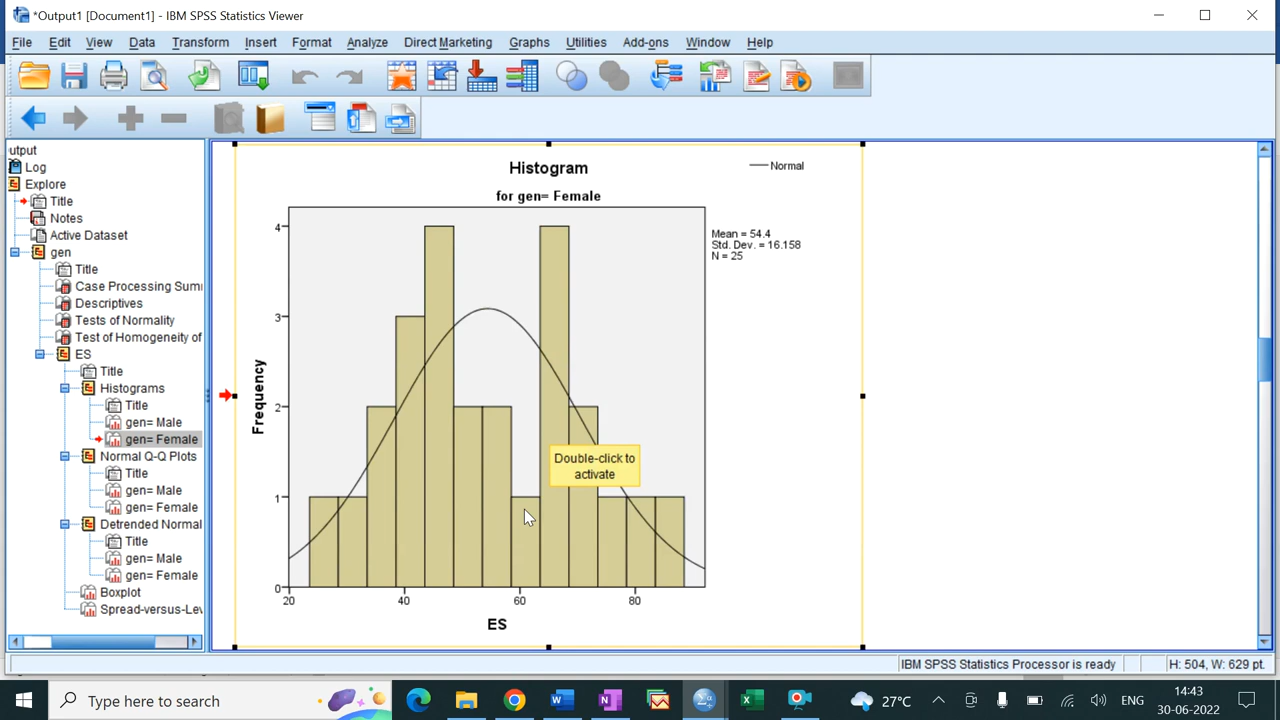 *Output1 [Document1] - IBM SPSS Statistics Viewer
File Edit View Data Transform Insert Format Analyze Direct Marketing Graphs Utilities Add-ons Window Help
utput
Log
Explore
Title
Notes
Active Dataset
gen
Title
Case Processing Sum
Descriptives
Tests of Normality
Test of Homogeneity of
ES
Title
Histograms
Title
gen= Male
gen= Female
Normal Q-Q Plots
Title
gen= Male
gen= Female
Detrended Normal
Title
gen= Male
gen= Female
Boxplot
Spread-versus-Lev
Histogram
for gen= Female
Normal
Mean = 54.4
Std. Dev. = 16.158
N = 25
Frequency
4
3
2
1
0
20 40 60 80
ES
Double-click to
activate
IBM SPSS Statistics Processor is ready
H: 504, W: 629 pt.
Type here to search
27°C
ENG
14:43
30-06-2022